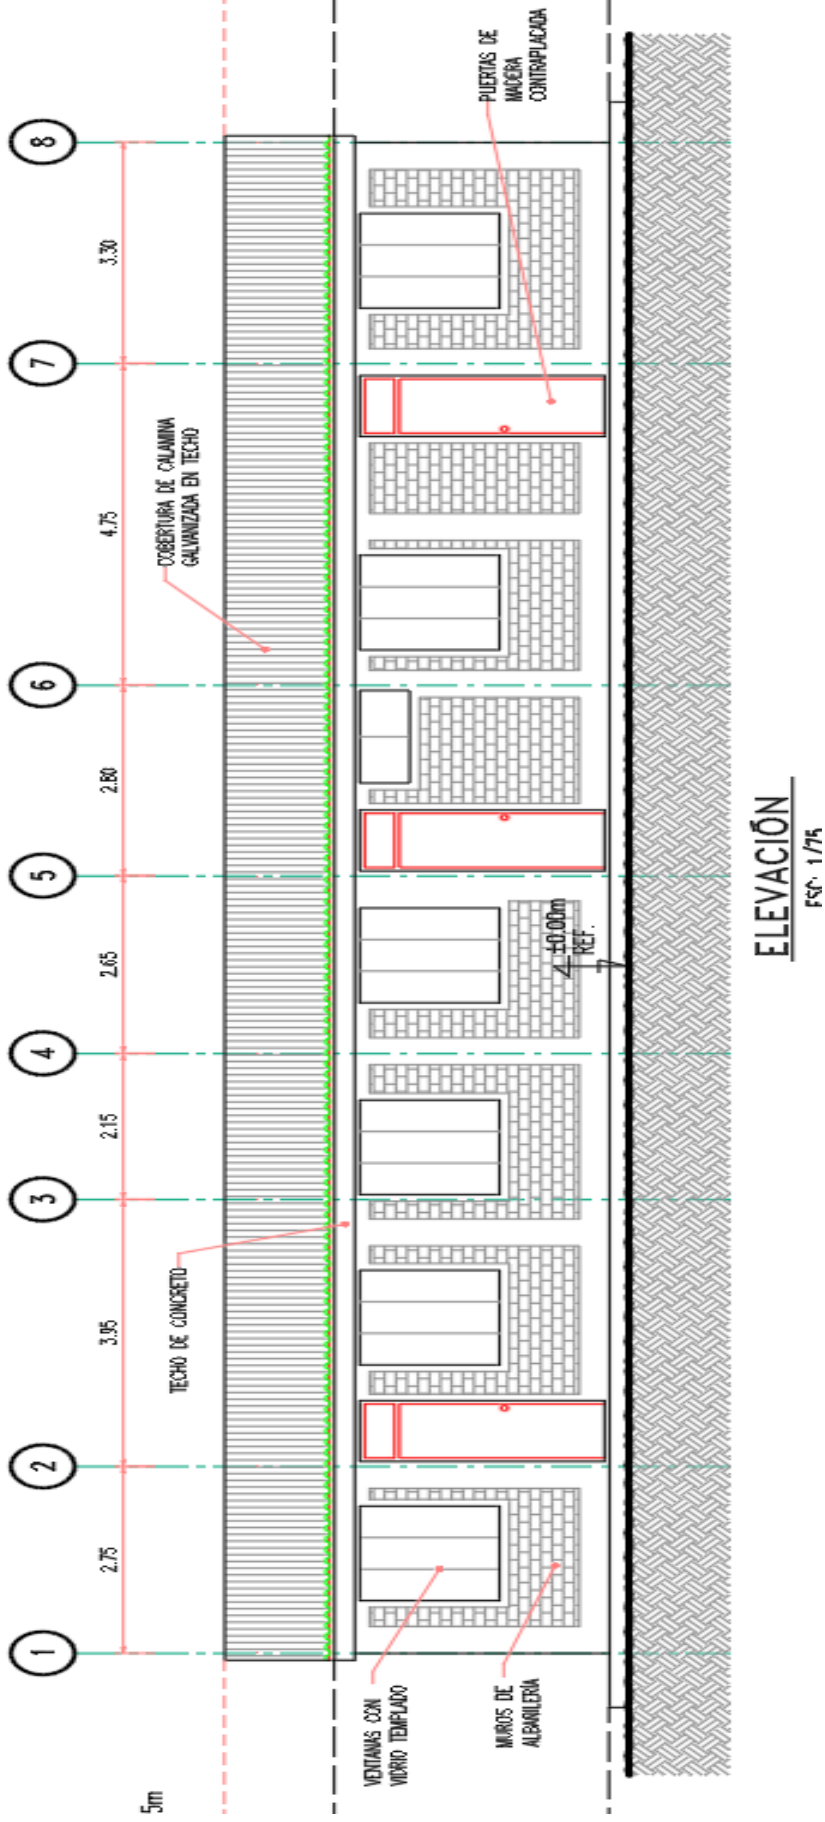 1
2
3
4
5
6
7
8
5m
2.75
3.95
2.15
2.65
2.80
4.75
3.30
TECHO DE CONCRETO
COBERTURA DE CALAMINA
GALVANIZADA EN TECHO
VENTANAS CON
VIDRIO TEMPLADO
MUROS DE
ALBAÑILERÍA
PUERTAS DE
MADERA
CONTRAPLACADA
±0.00m
REF.
ELEVACIÓN
ESC: 1/75